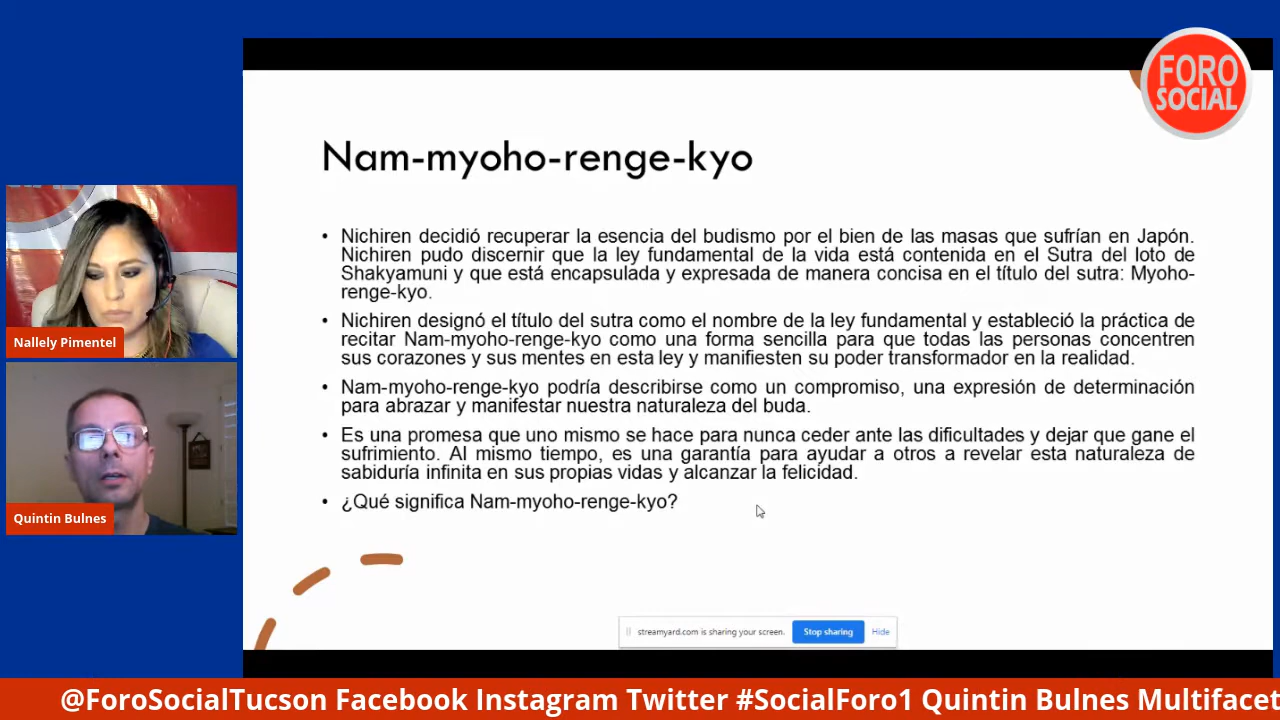 FORO
SOCIAL
Nam-myoho-renge-kyo
• Nichiren decidió recuperar la esencia del budismo por el bien de las masas que sufrían en Japón.
Nichiren pudo discernir que la ley fundamental de la vida está contenida en el Sutra del loto de
Shakyamuni y que está encapsulada y expresada de manera concisa en el título del sutra: Myoho-
renge-kyo.
• Nichiren designó el título del sutra como el nombre de la ley fundamental y estableció la práctica de
recitar Nam-myoho-renge-kyo como una forma sencilla para que todas las personas concentren
sus corazones y sus mentes en esta ley y manifiesten su poder transformador en la realidad.
• Nam-myoho-renge-kyo podría describirse como un compromiso, una expresión de determinación
para abrazar y manifestar nuestra naturaleza del buda.
• Es una promesa que uno mismo se hace para nunca ceder ante las dificultades y dejar que gane el
sufrimiento. Al mismo tiempo, es una garantía para ayudar a otros a revelar esta naturaleza de
sabiduría infinita en sus propias vidas y alcanzar la felicidad.
• ¿Qué significa Nam-myoho-renge-kyo?
Nallely Pimentel
Quintin Bulnes
streamyard.com is sharing your screen. Stop sharing Hide
@ForoSocialTucson Facebook Instagram Twitter #SocialForo1 Quintin Bulnes Multifacet